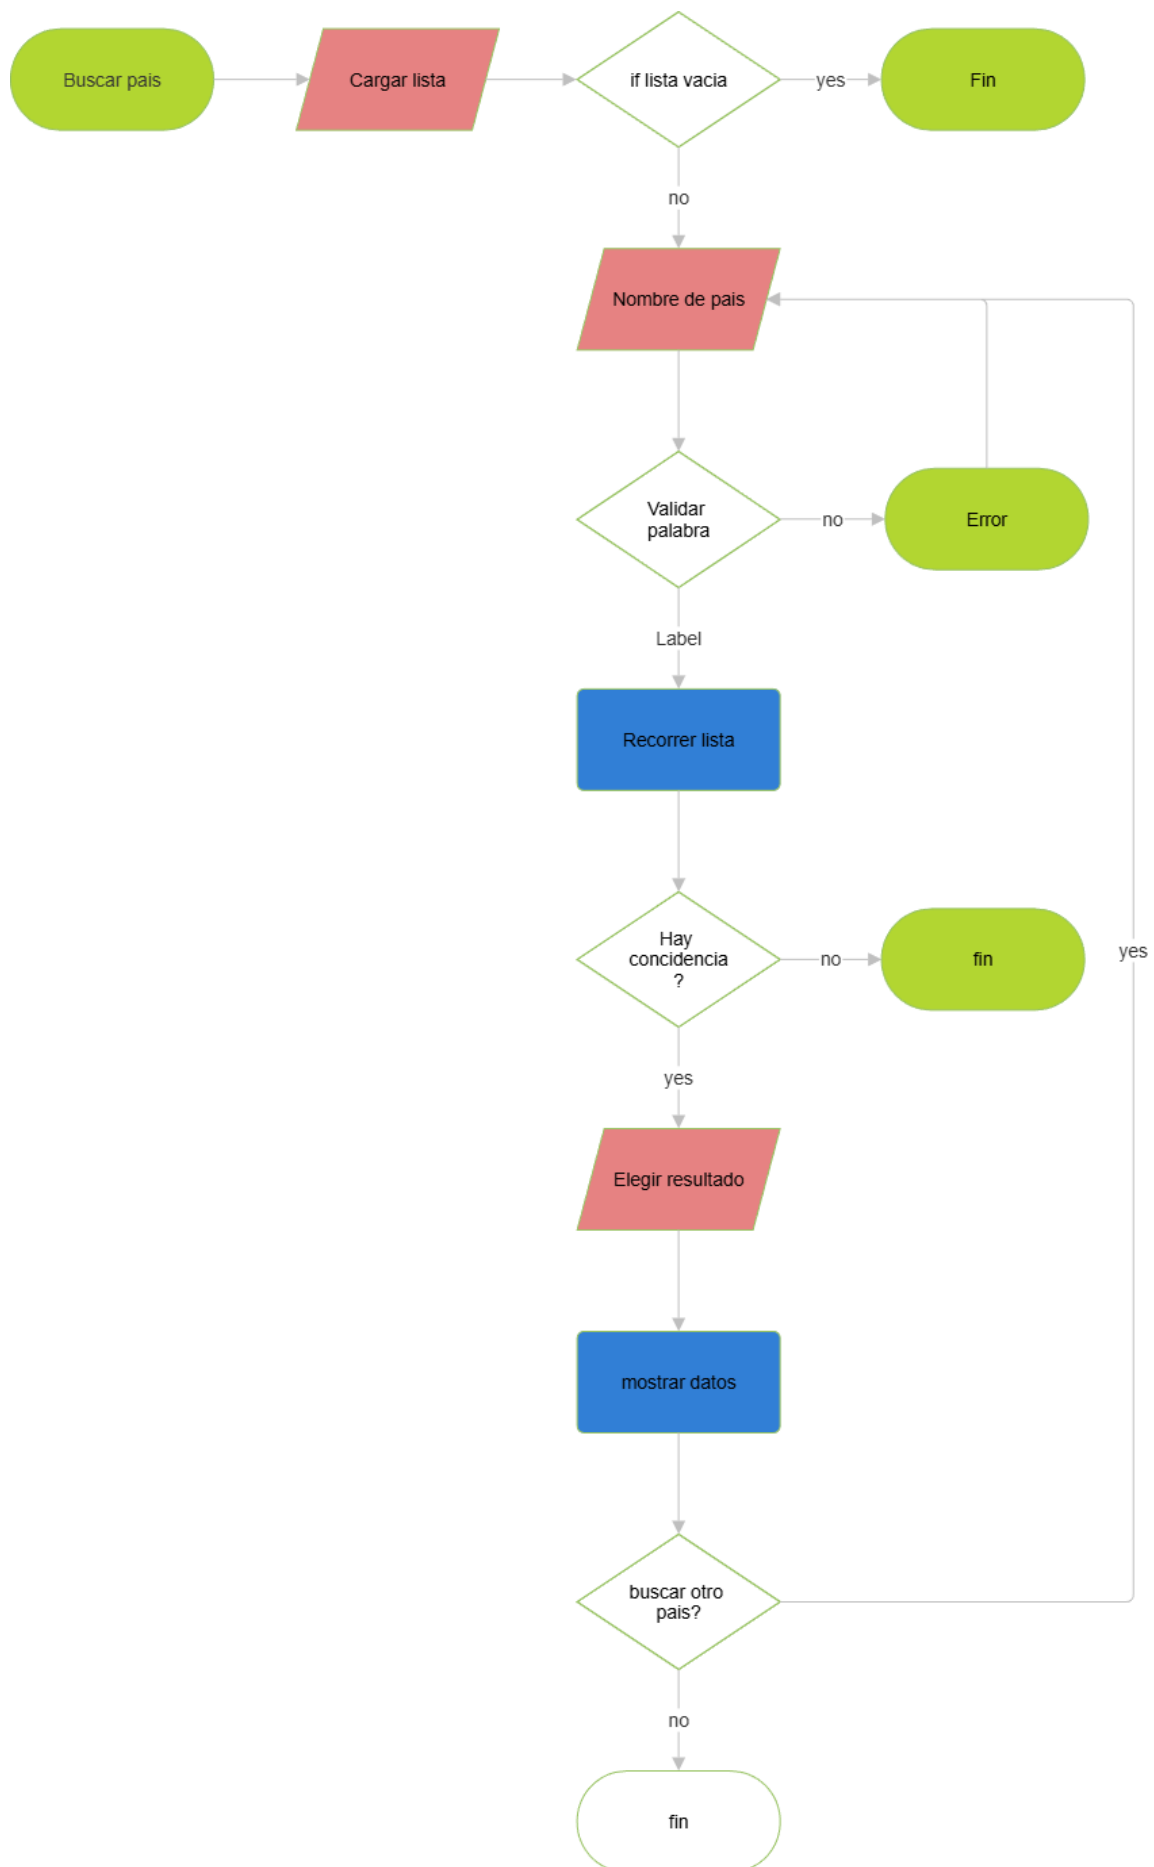 Buscar pais
Cargar lista
if lista vacia
yes
Fin
no
Nombre de pais
Validar
palabra
no
Error
Label
Recorrer lista
Hay
concidencia
?
no
fin
yes
yes
Elegir resultado
mostrar datos
buscar otro
pais?
no
fin